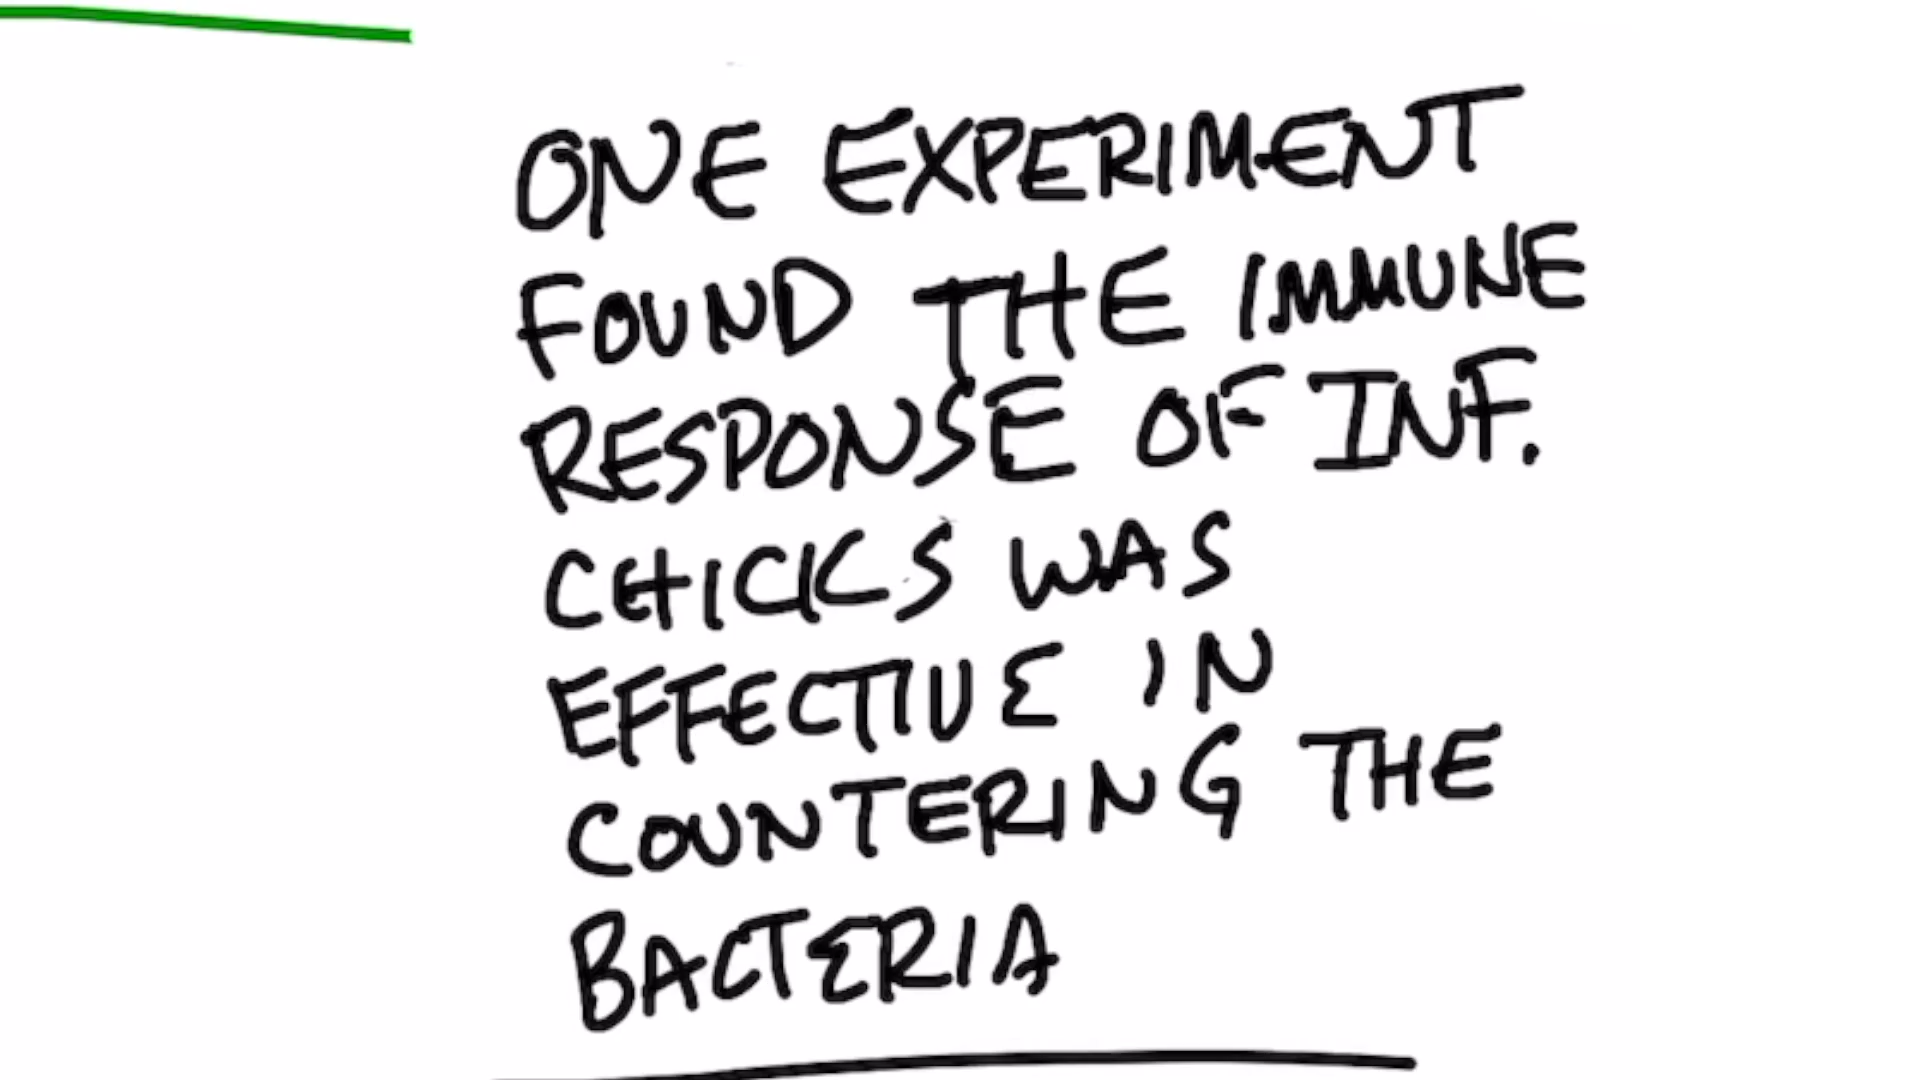 ONE EXPERIMENT
FOUND THE IMMUNE
RESPONSE OF INF.
CHICKS WAS
EFFECTIVE IN
COUNTERING THE
BACTERIA